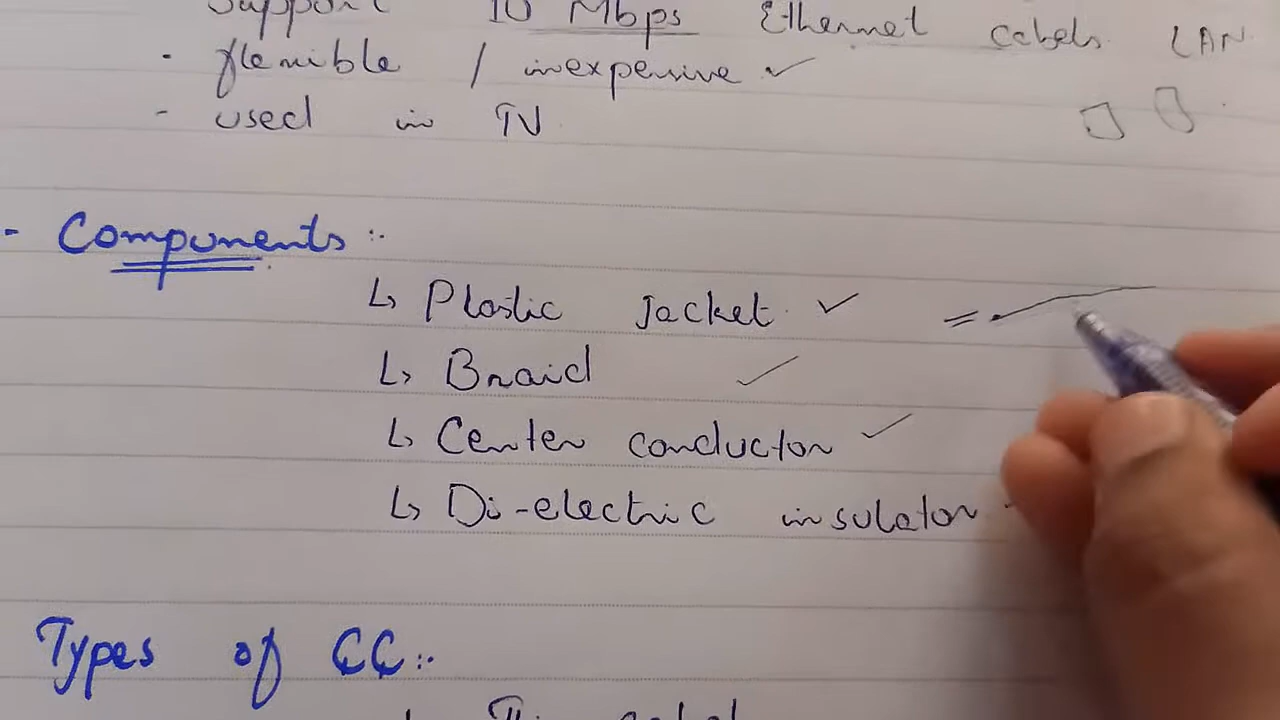 Support 10 Mbps Ethernet cabels LAN
· flexible / inexpensive ✓
- used in TV
- Components :-
↳ Plastic Jacket ✓
↳ Braid ✓
↳ Center conductor ✓
↳ Di-electric insulator
Types of CC :-